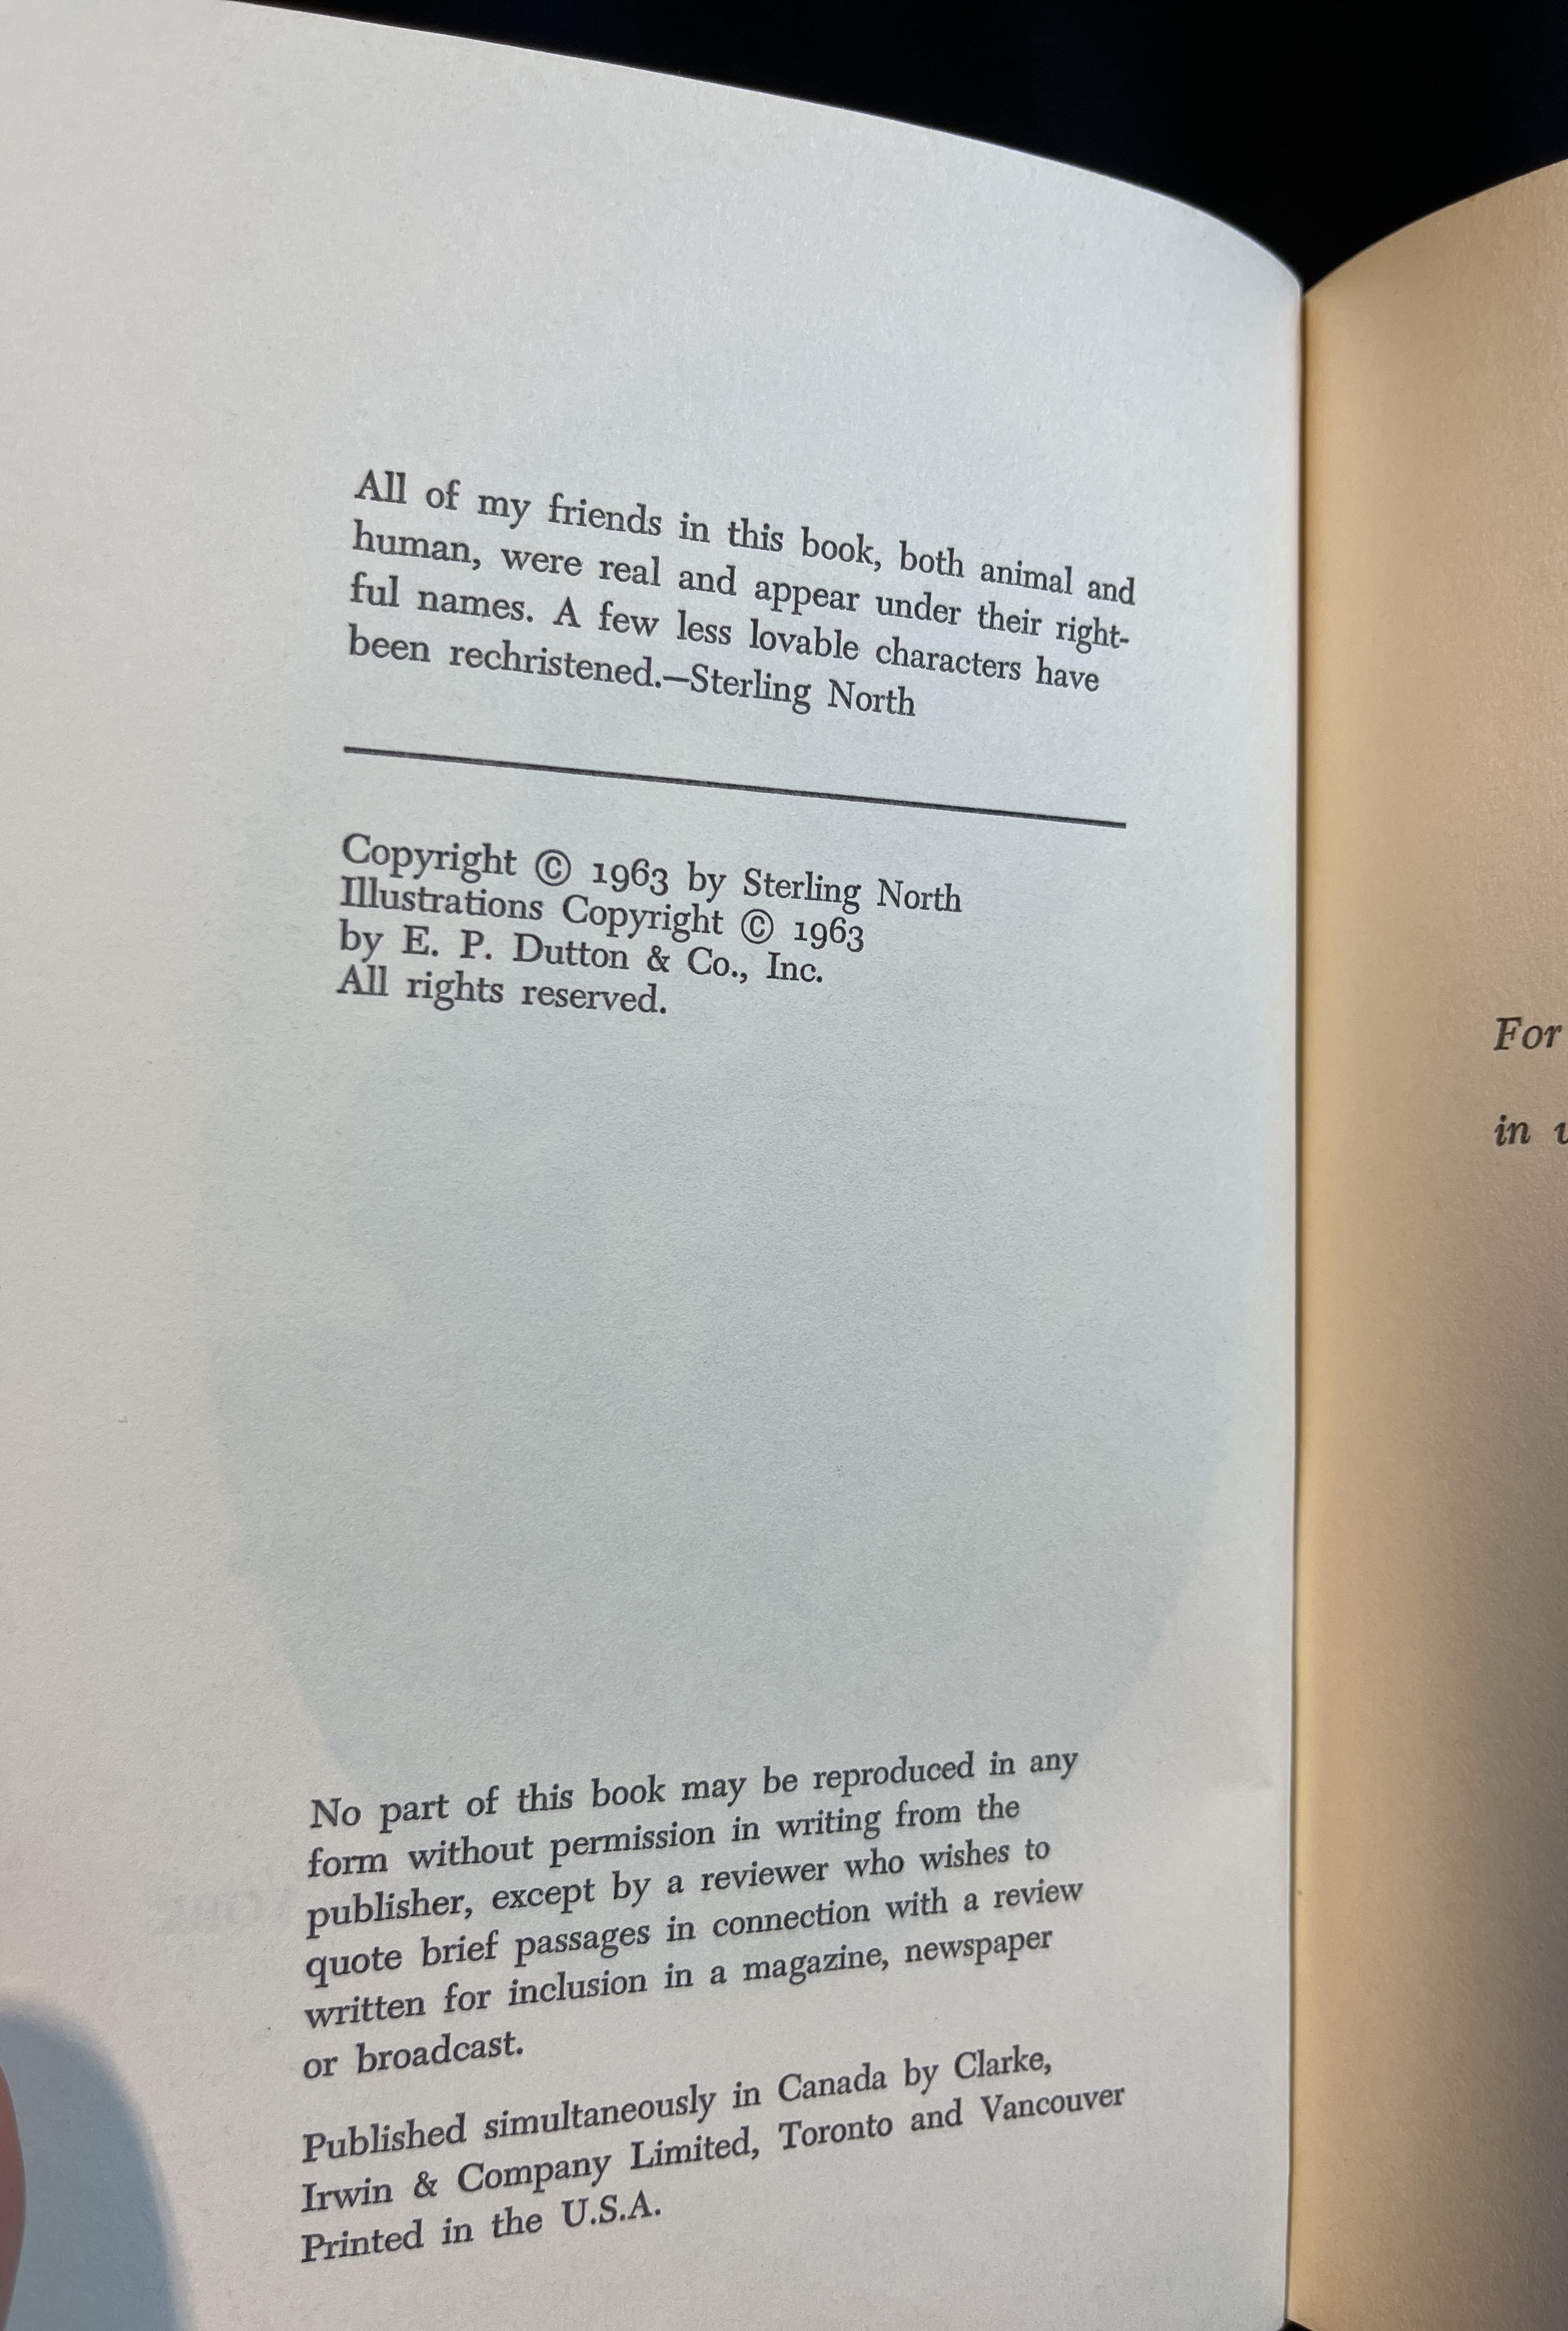 All of my friends in this book, both animal and
human, were real and appear under their right-
ful names. A few less lovable characters have
been rechristened.—Sterling North
Copyright © 1963 by Sterling North
Illustrations Copyright © 1963
by E. P. Dutton & Co., Inc.
All rights reserved.
No part of this book may be reproduced in any
form without permission in writing from the
publisher, except by a reviewer who wishes to
quote brief passages in connection with a review
written for inclusion in a magazine, newspaper
or broadcast.
Published simultaneously in Canada by Clarke,
Irwin & Company Limited, Toronto and Vancouver
Printed in the U.S.A.
For
in